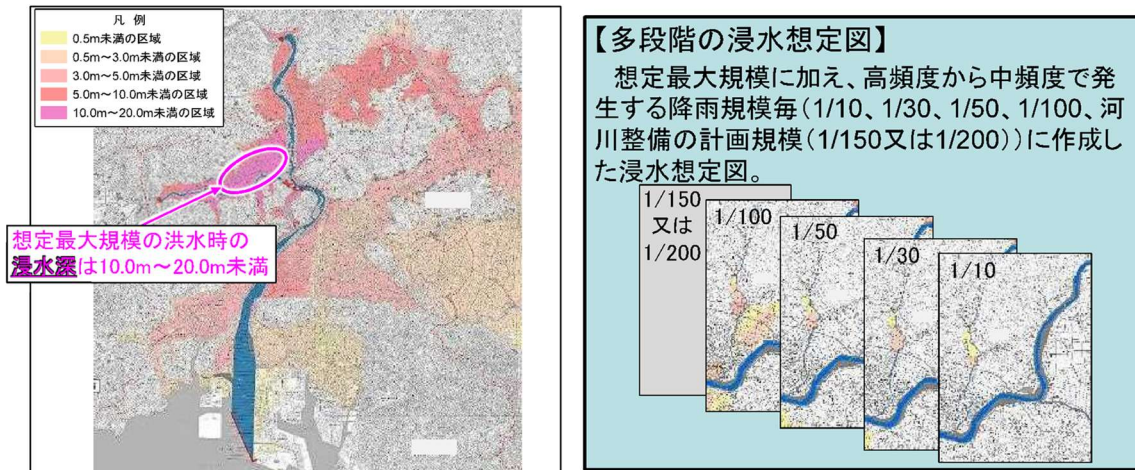 凡 例
0.5m未満の区域
0.5m～3.0m未満の区域
3.0m～5.0m未満の区域
5.0m～10.0m未満の区域
10.0m～20.0m未満の区域
想定最大規模の洪水時の
浸水深は10.0m～20.0m未満
【多段階の浸水想定図】
想定最大規模に加え、高頻度から中頻度で発
生する降雨規模毎(1/10、1/30、1/50、1/100、河
川整備の計画規模(1/150又は1/200))に作成し
た浸水想定図。
1/150
又は
1/200
1/100
1/50
1/30
1/10